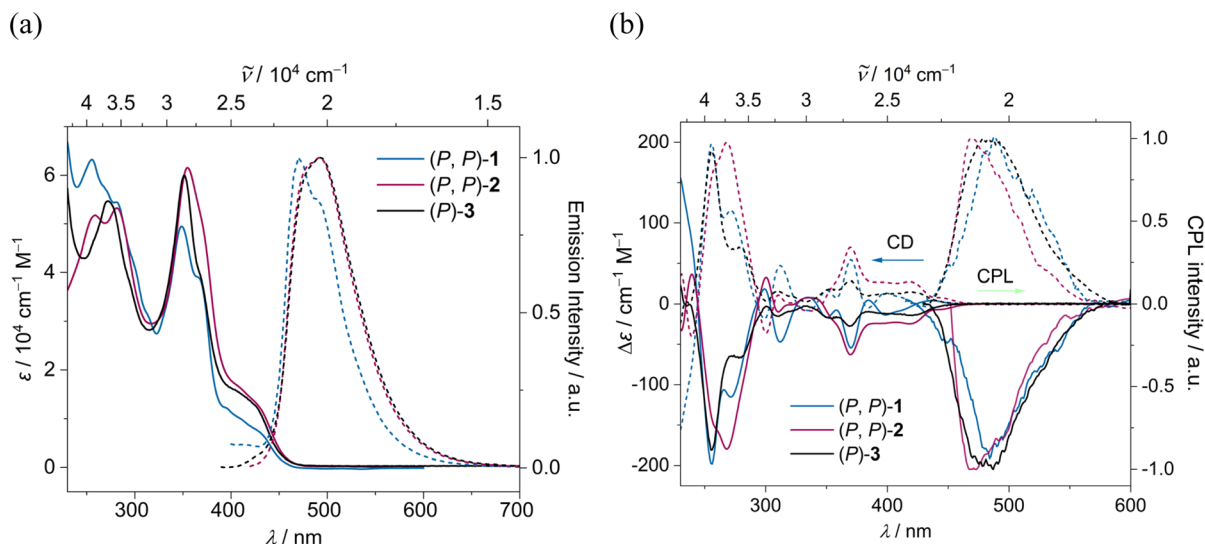 (a)
ṽ / 10⁴ cm⁻¹
4 3.5 3 2.5 2 1.5
6
4
2
0
ε / 10⁴ cm⁻¹ M⁻¹
(P, P)-1
(P, P)-2
(P)-3
1.0
0.5
0.0
Emission Intensity / a.u.
300 400 500 600 700
λ / nm
(b)
ṽ / 10⁴ cm⁻¹
4 3.5 3 2.5 2
200
100
0
-100
-200
Δε / cm⁻¹ M⁻¹
CD
CPL
(P, P)-1
(P, P)-2
(P)-3
1.0
0.5
0.0
-0.5
-1.0
CPL intensity / a.u.
300 400 500 600
λ / nm